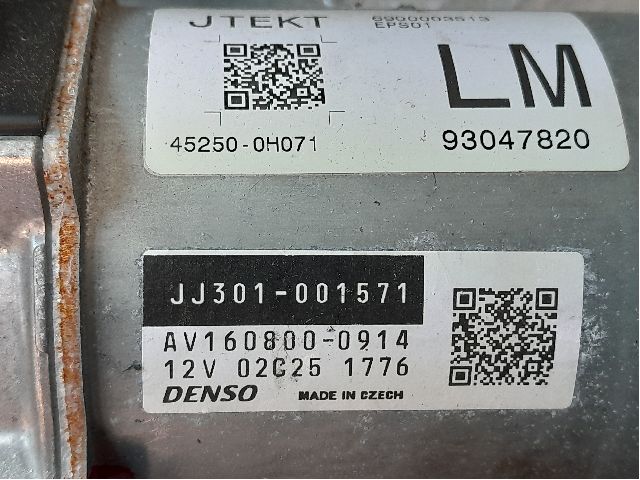 JTEKT
6900003513
EPS01
LM
45250-0H071
93047820
JJ301-001571
AV160800-0914
12V 02C25 1776
DENSO MADE IN CZECH